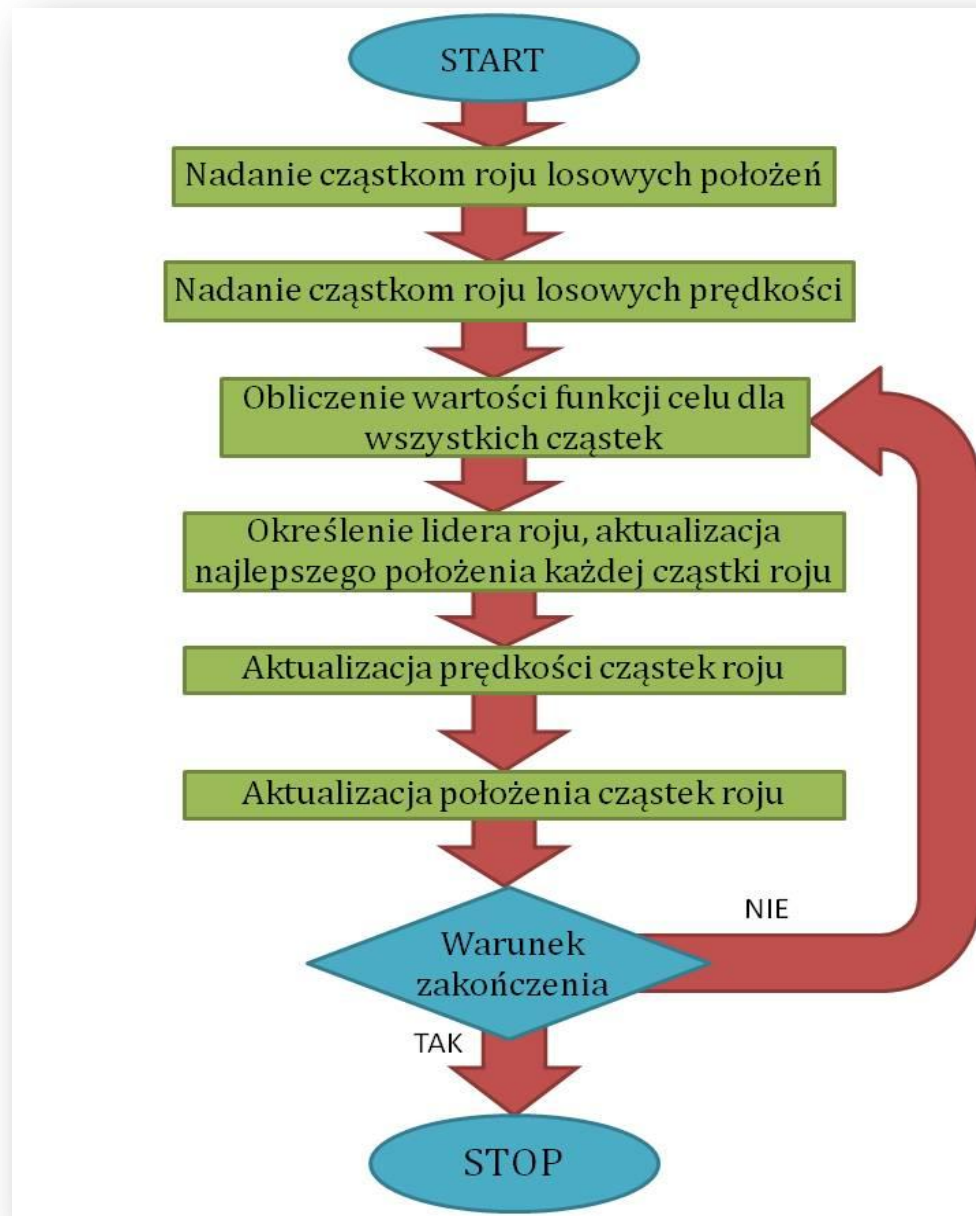 START
Nadanie cząstkom roju losowych położeń
Nadanie cząstkom roju losowych prędkości
Obliczenie wartości funkcji celu dla
wszystkich cząstek
Określenie lidera roju, aktualizacja
najlepszego położenia każdej cząstki roju
Aktualizacja prędkości cząstek roju
Aktualizacja położenia cząstek roju
NIE
Warunek
zakończenia
TAK
STOP